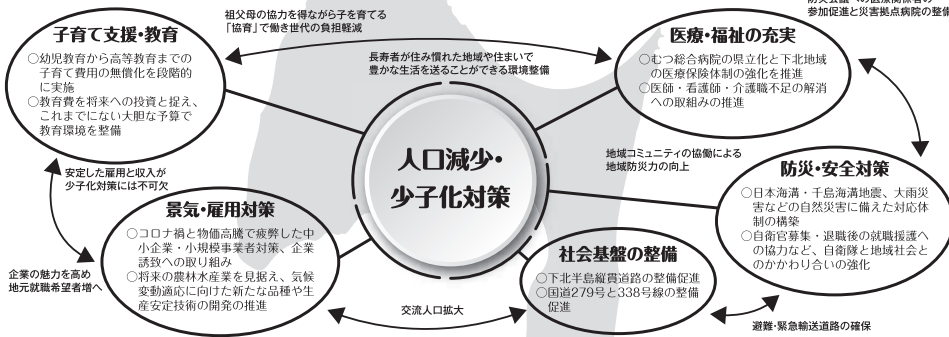 防災会議への医療関係者の
参加促進と災害拠点病院の整備
祖父母の協力を得ながら子を育てる
「協育」で働き世代の負担軽減
長寿者が住み慣れた地域や住まいで
豊かな生活を送ることができる環境整備
子育て支援・教育
○幼児教育から高等教育までの
子育て費用の無償化を段階的
に実施
○教育費を将来への投資と捉え、
これまでにない大胆な予算で
教育環境を整備
医療・福祉の充実
○むつ総合病院の県立化と下北地域
の医療保険体制の強化を推進
○医師・看護師・介護職不足の解消
への取組みの推進
人口減少・
少子化対策
地域コミュニティの協働による
地域防災力の向上
安定した雇用と収入が
少子化対策には不可欠
防災・安全対策
○日本海溝・千島海溝地震、大雨災
害などの自然災害に備えた対応体
制の構築
○自衛官募集・退職後の就職援護へ
の協力など、自衛隊と地域社会と
のかかわり合いの強化
景気・雇用対策
○コロナ禍と物価高騰で疲弊した中
小企業・小規模事業者対策、企業
誘致への取り組み
○将来の農林水産業を見据え、気候
変動適応に向けた新たな品種や生
産安定技術の開発の推進
企業の魅力を高め
地元就職希望者増へ
社会基盤の整備
○下北半島縦貫道路の整備促進
○国道279号と338号線の整備
促進
交流人口拡大
避難・緊急輸送道路の確保